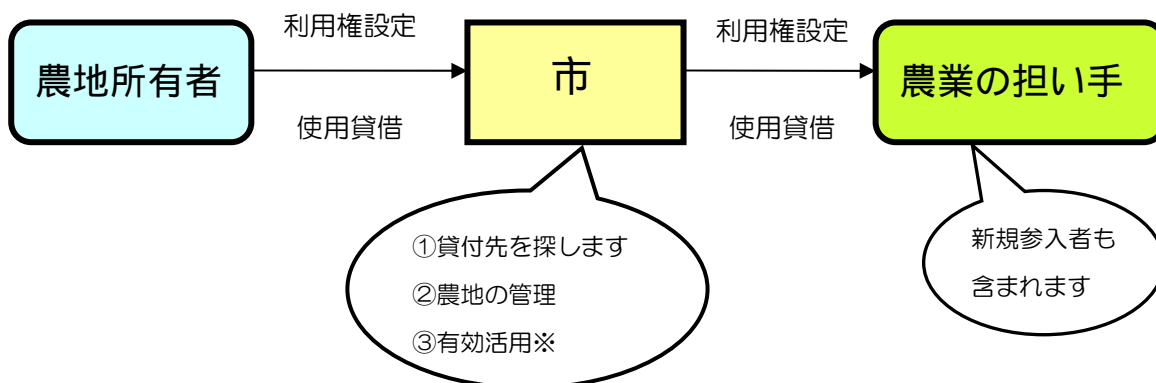 利用権設定
利用権設定
農地所有者
市
農業の担い手
使用貸借
使用貸借
①貸付先を探します
②農地の管理
③有効活用※
新規参入者も
含まれます